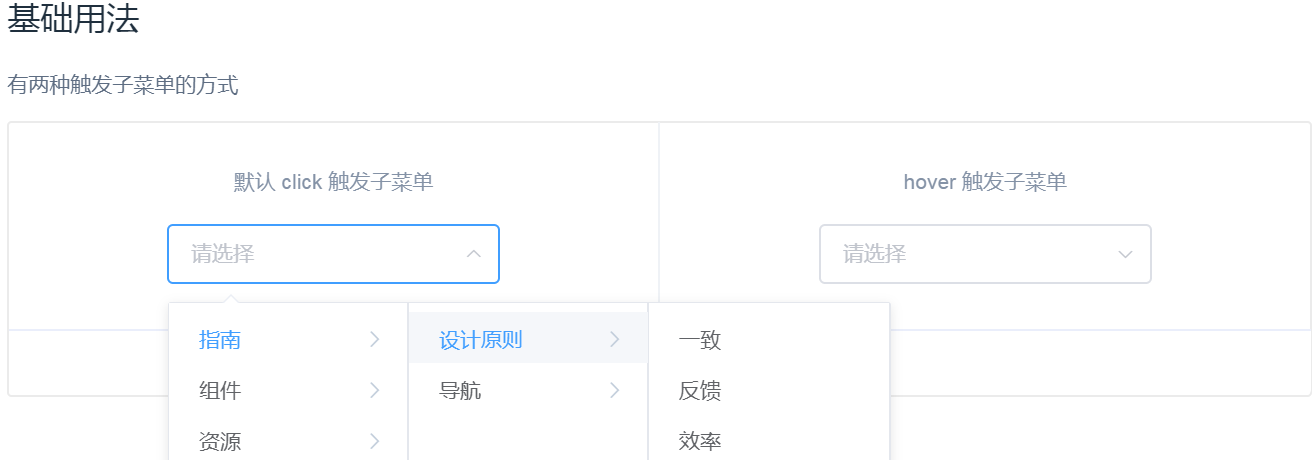 基础用法
有两种触发子菜单的方式
默认 click 触发子菜单
hover 触发子菜单
请选择
请选择
指南
设计原则
一致
组件
导航
反馈
资源
效率